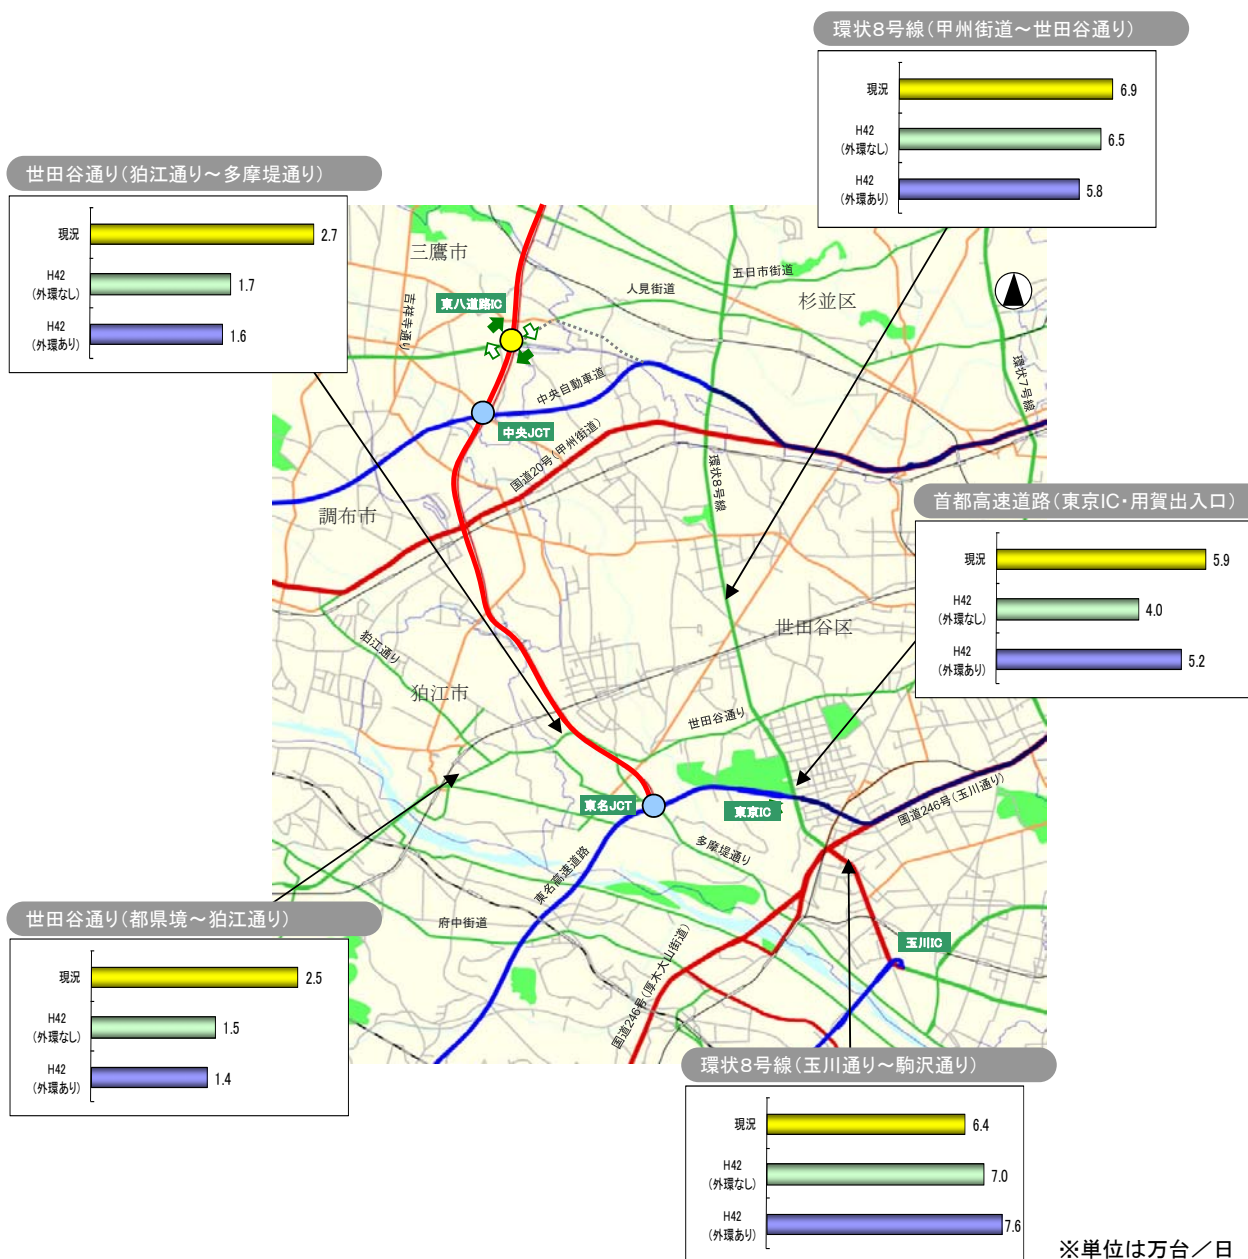 環状8号線(甲州街道～世田谷通り)
現況
6.9
H42
(外環なし)
6.5
H42
(外環あり)
5.8
世田谷通り(狛江通り～多摩堤通り)
現況
2.7
H42
(外環なし)
1.7
H42
(外環あり)
1.6
三鷹市
吉祥寺通り
東八道路IC
人見街道
五日市街道
杉並区
環状7号線
中央自動車道
中央JCT
国道20号(甲州街道)
環状8号線
調布市
首都高速道路(東京IC・用賀出入口)
現況
5.9
H42
(外環なし)
4.0
H42
(外環あり)
5.2
世田谷区
狛江通り
狛江市
世田谷通り
東名JCT
東京IC
国道246号(玉川通り)
多摩堤通り
東名高速道路
府中街道
国道246号(厚木大山街道)
玉川IC
世田谷通り(都県境～狛江通り)
現況
2.5
H42
(外環なし)
1.5
H42
(外環あり)
1.4
環状8号線(玉川通り～駒沢通り)
現況
6.4
H42
(外環なし)
7.0
H42
(外環あり)
7.6
※単位は万台／日